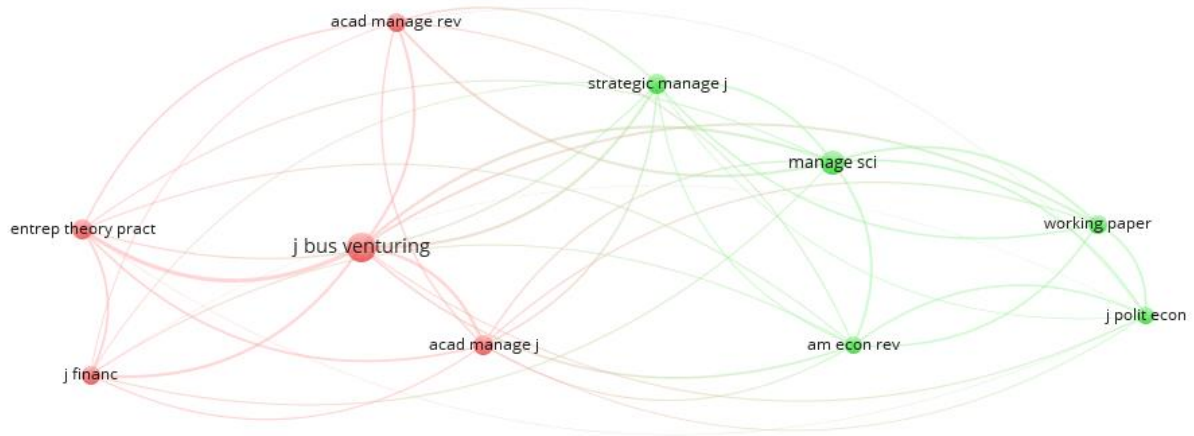 acad manage rev
strategic manage j
manage sci
working paper
entrep theory pract
j bus venturing
j polit econ
acad manage j
am econ rev
j financ